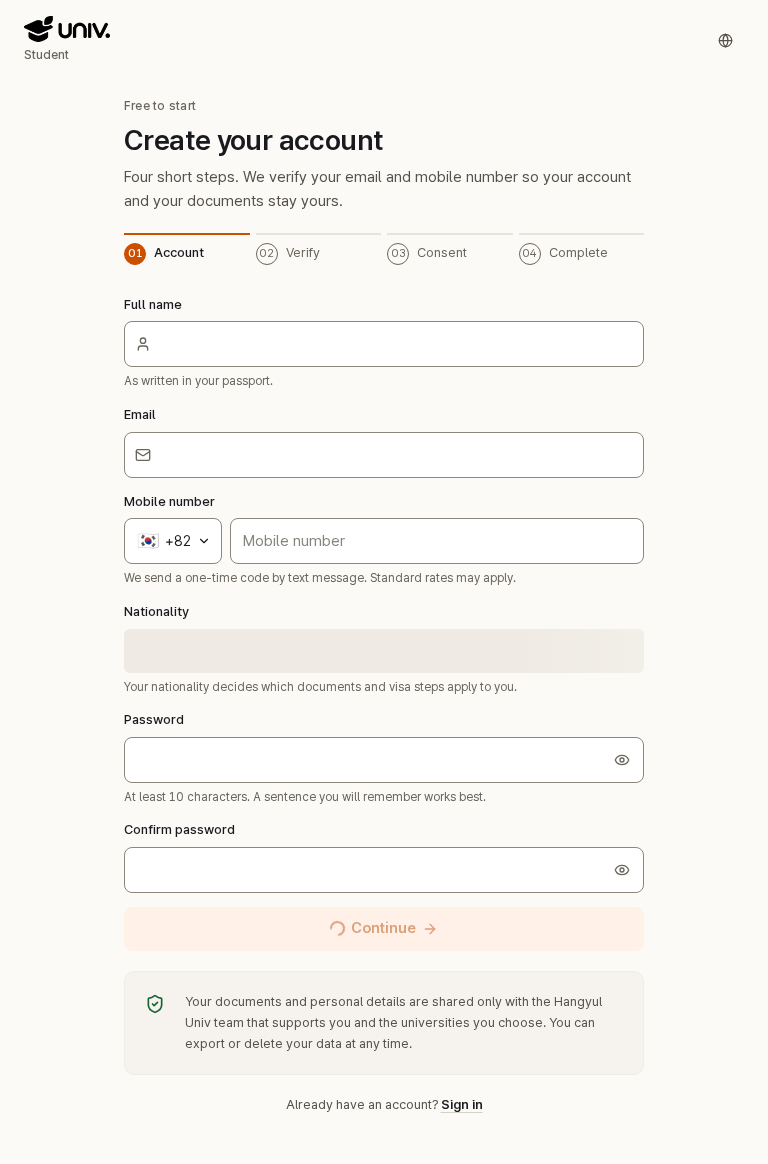 UNIV.
Student
Free to start
Create your account
Four short steps. We verify your email and mobile number so your account
and your documents stay yours.
01 Account
02 Verify
03 Consent
04 Complete
Full name
As written in your passport.
Email
Mobile number
+82
Mobile number
We send a one-time code by text message. Standard rates may apply.
Nationality
Your nationality decides which documents and visa steps apply to you.
Password
At least 10 characters. A sentence you will remember works best.
Confirm password
Continue
Your documents and personal details are shared only with the Hangyul
Univ team that supports you and the universities you choose. You can
export or delete your data at any time.
Already have an account? Sign in